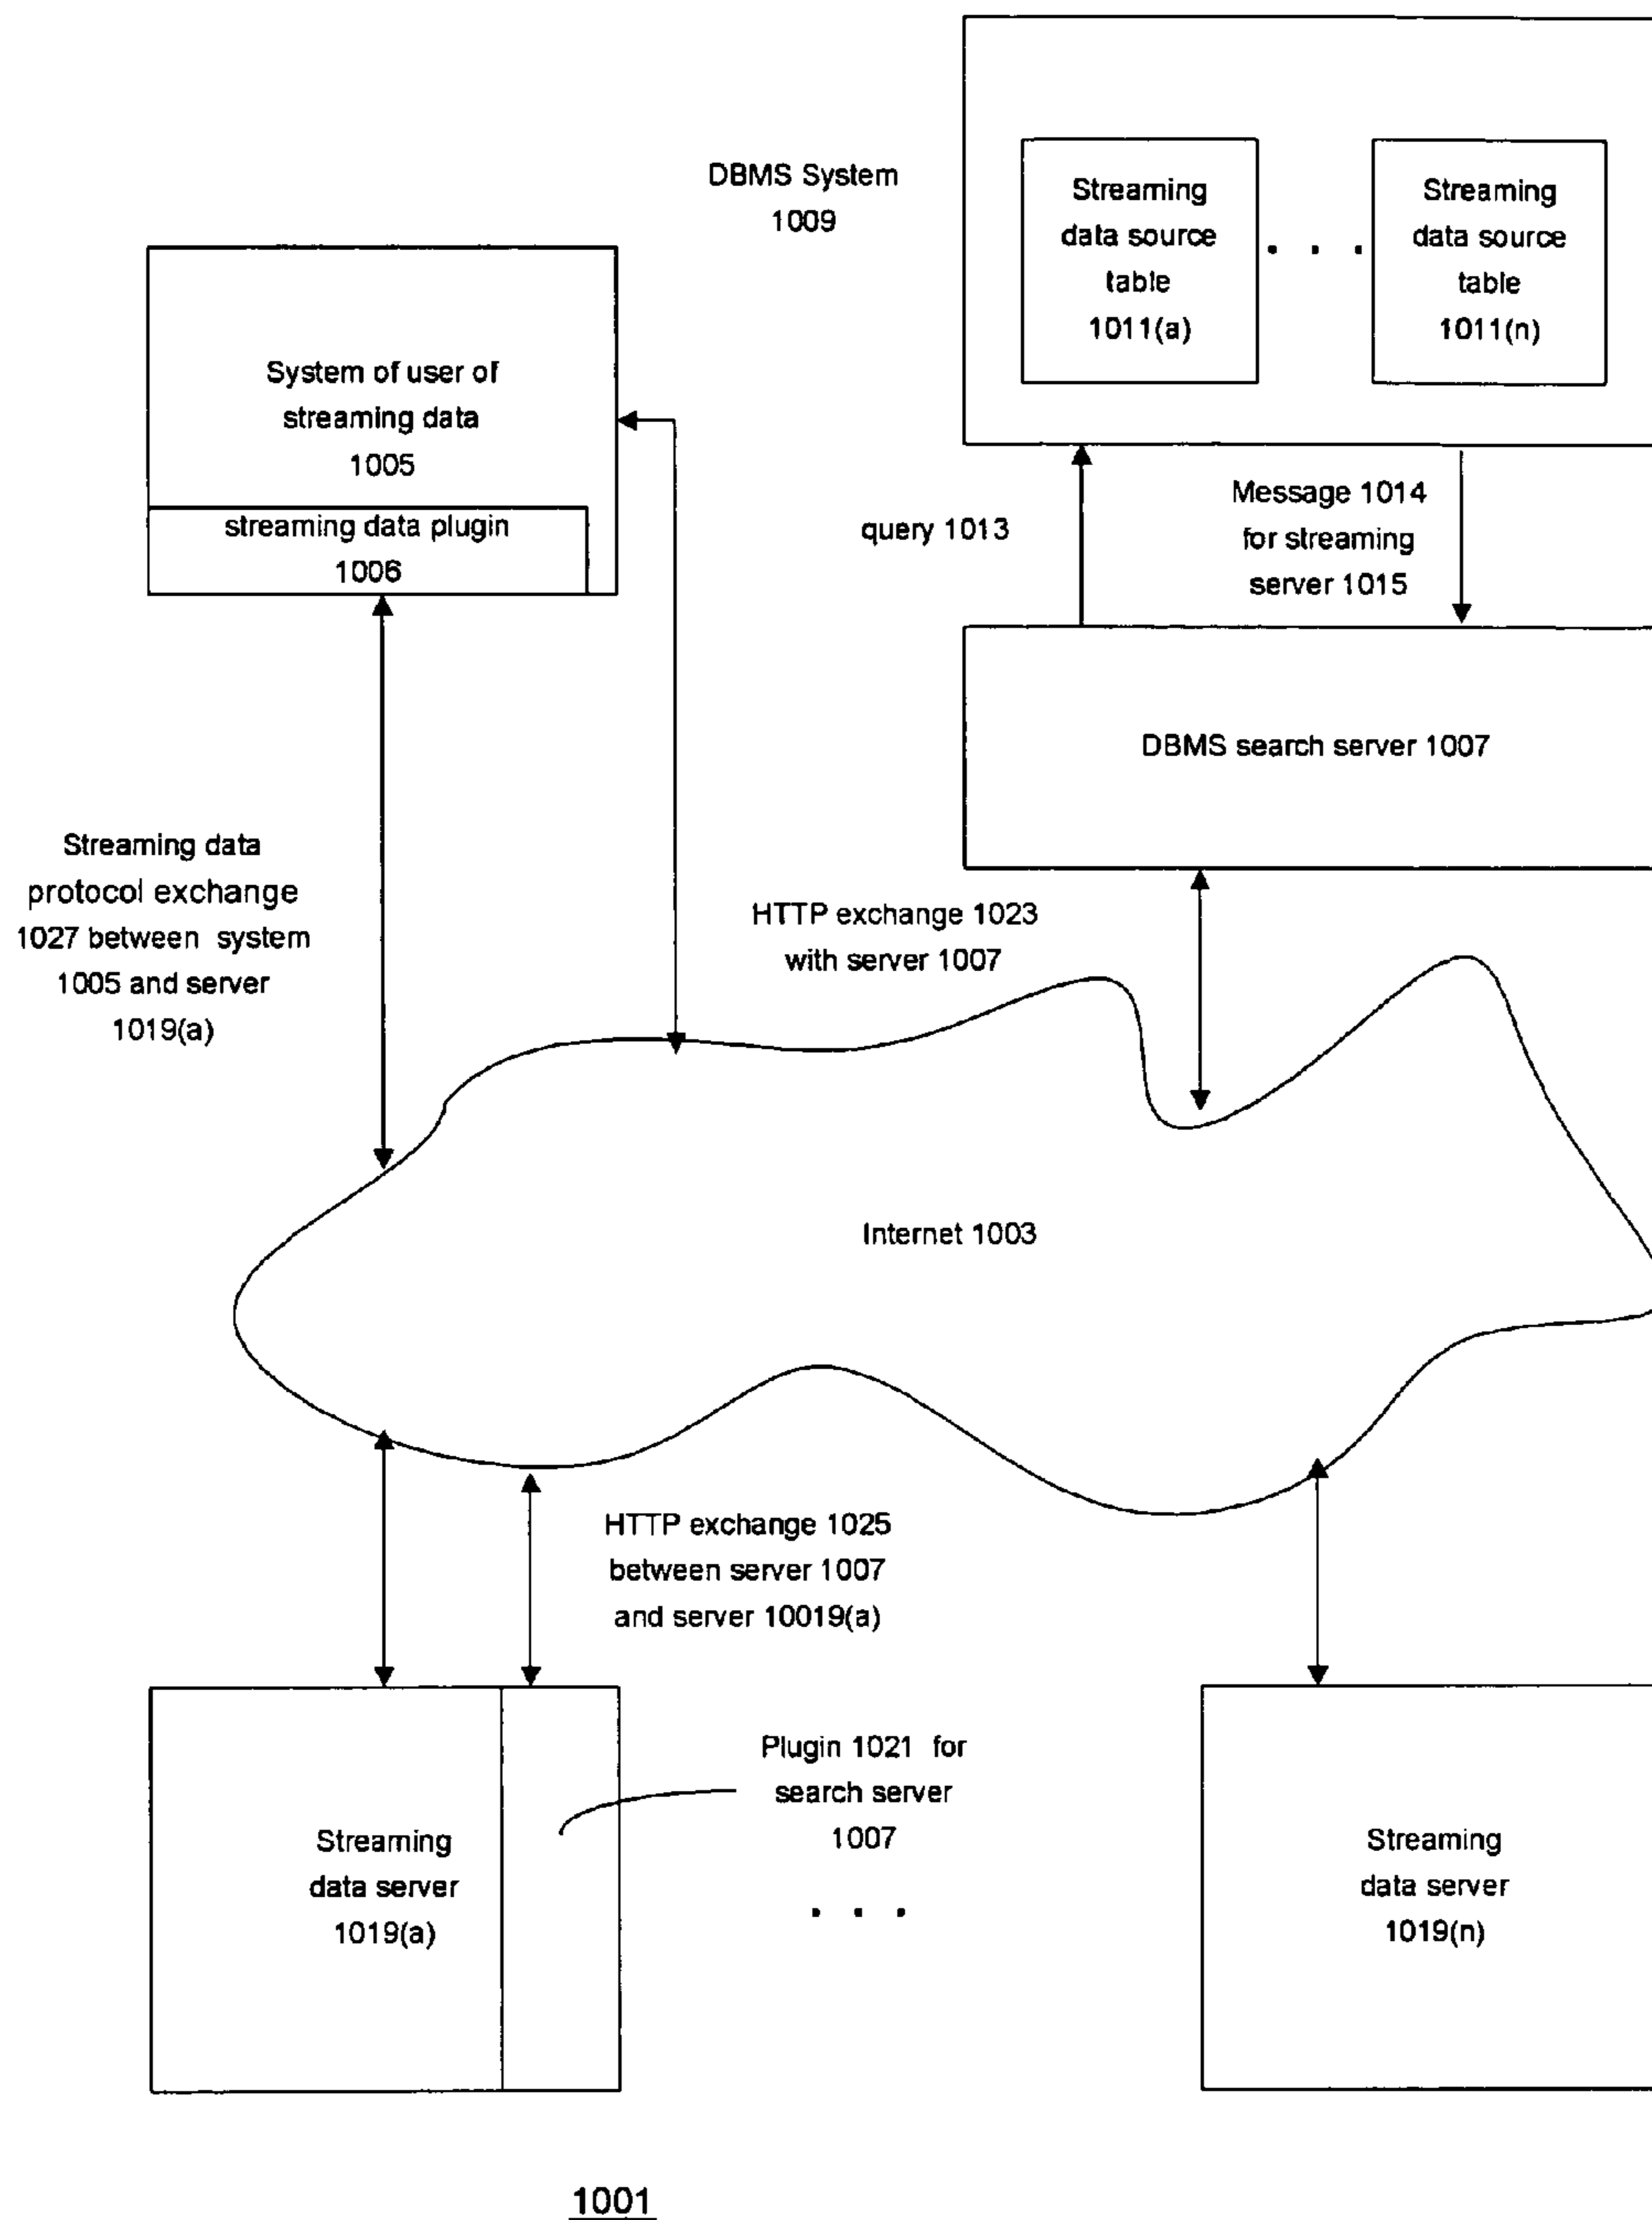 DBMS System
1009
Streaming
data source
table
1011(a)
. . .
Streaming
data source
table
1011(n)
System of user of
streaming data
1005
streaming data plugin
1006
query 1013
Message 1014
for streaming
server 1015
DBMS search server 1007
Streaming data
protocol exchange
1027 between system
1005 and server
1019(a)
HTTP exchange 1023
with server 1007
Internet 1003
HTTP exchange 1025
between server 1007
and server 10019(a)
Plugin 1021 for
search server
1007
Streaming
data server
1019(a)
. . .
Streaming
data server
1019(n)
1001